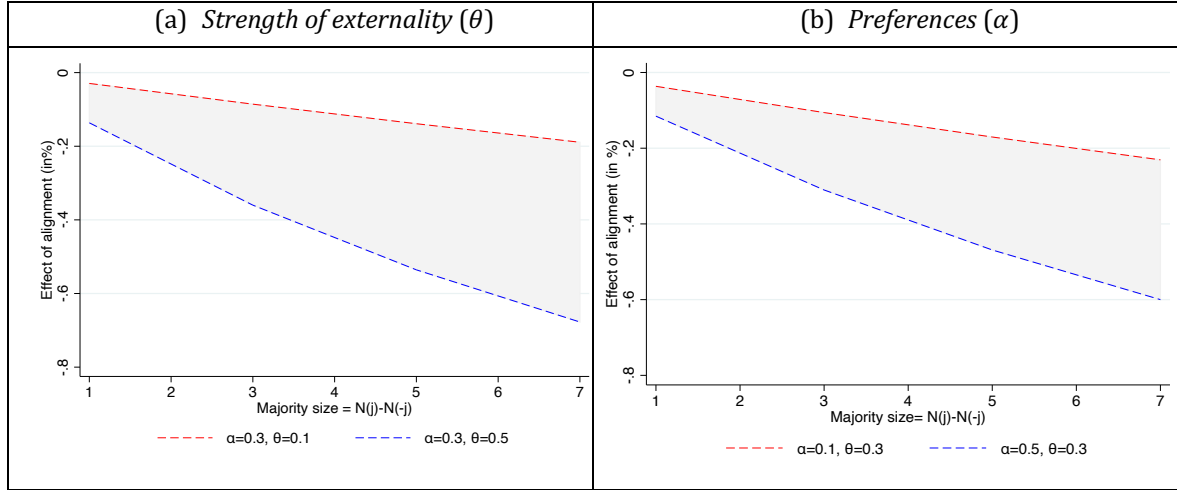 (a) Strength of externality (θ)
Effect of alignment (in%)
0
-.2
-.4
-.6
-.8
1 2 3 4 5 6 7
Majority size = N(j)-N(-j)
α=0.3, θ=0.1 α=0.3, θ=0.5
(b) Preferences (α)
Effect of alignment (in %)
0
-.2
-.4
-.6
-.8
1 2 3 4 5 6 7
Majority size= N(j)-N(-j)
α=0.1, θ=0.3 α=0.5, θ=0.3